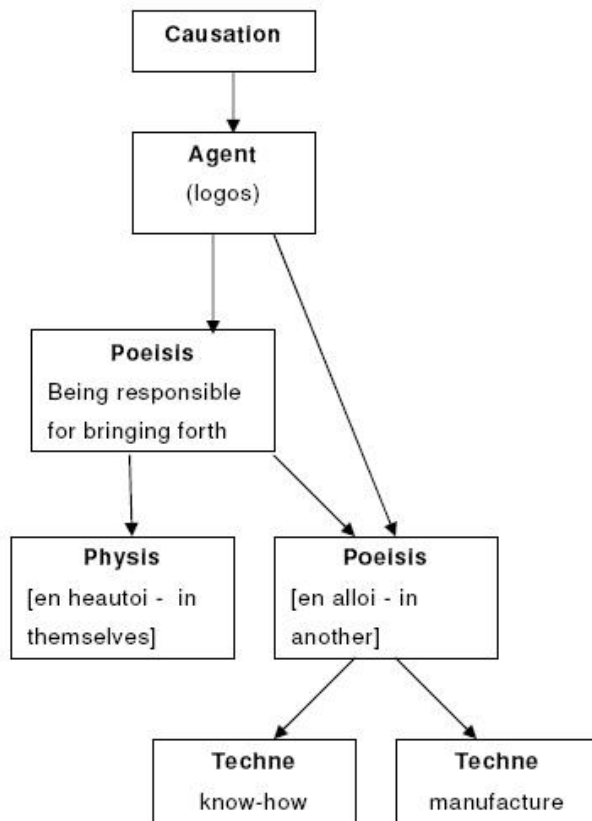 Causation
Agent
(logos)
Poeisis
Being responsible
for bringing forth
Physis
[en heautoi - in
themselves]
Poeisis
[en alloi - in
another]
Techne
know-how
Techne
manufacture